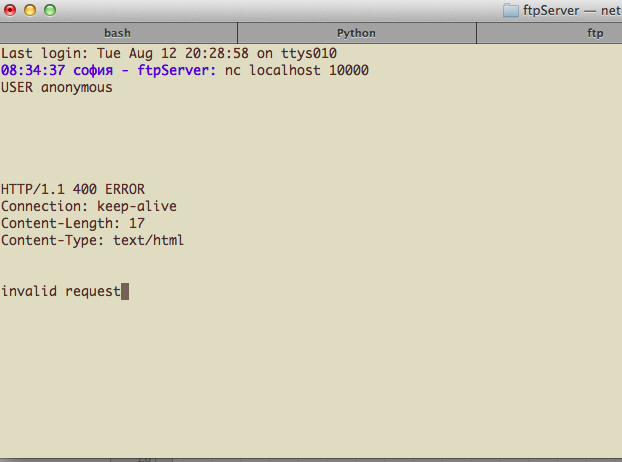 ftpServer — net
bash
Python
ftp
Last login: Tue Aug 12 20:28:58 on ttys010
08:34:37 софия - ftpServer: nc localhost 10000
USER anonymous
HTTP/1.1 400 ERROR
Connection: keep-alive
Content-Length: 17
Content-Type: text/html
invalid request